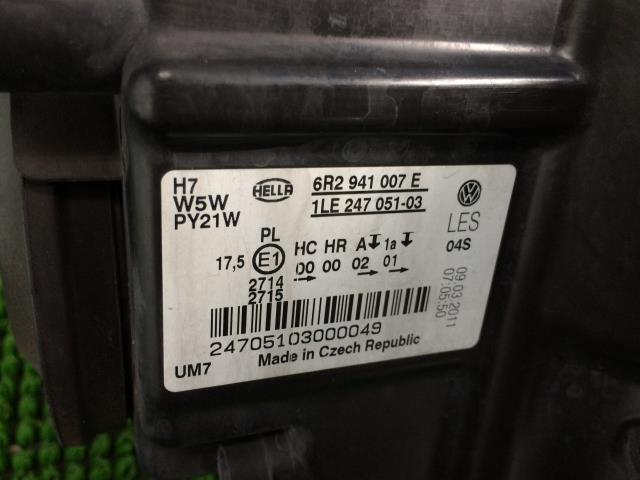 H7
W5W
PY21W
HELLA
6R2 941 007 E
1LE 247 051-03
LES
04S
PL
17,5 E1 HC HR A 1a
00 00 02 01
2714
2715
24705103000049
Made in Czech Republic
UM7
09.03.2011
07:05:50